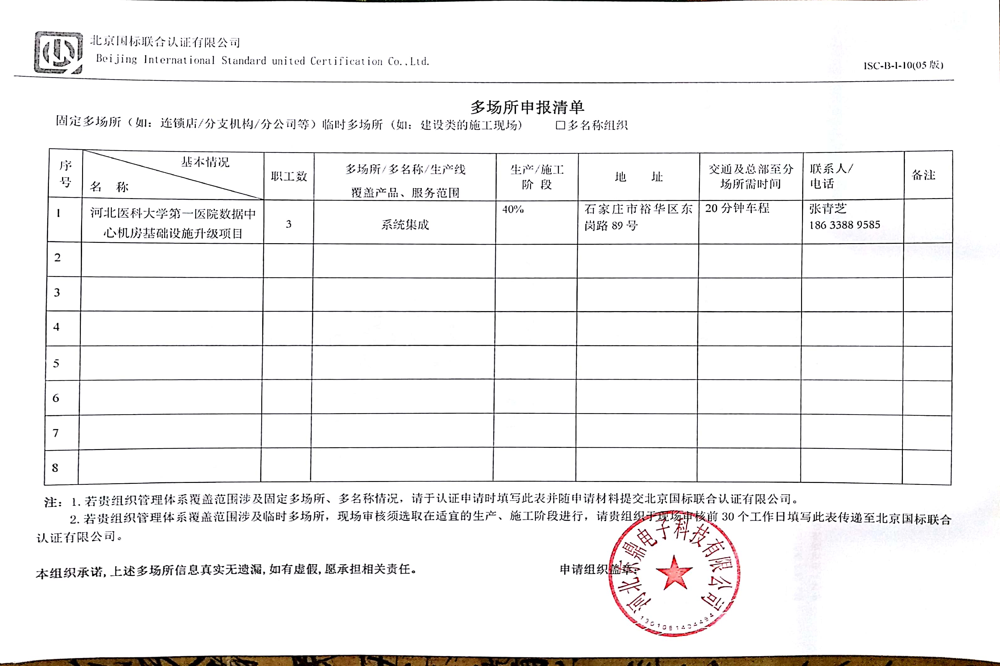 北京国标联合认证有限公司
Beijing International Standard united Certification Co.,Ltd.
ISC-B-I-10(05 版)
多场所申报清单
固定多场所（如：连锁店/分支机构/分公司等）临时多场所（如：建设类的施工现场） □多名称组织
序号 基本情况 名 称 职工数 多场所/多名称/生产线 覆盖产品、服务范围 生产/施工 阶 段 地 址 交通及总部至分场所需时间 联系人/电话 备注
1 河北医科大学第一医院数据中心机房基础设施升级项目 3 系统集成 40% 石家庄市裕华区东岗路 89 号 20 分钟车程 张青芝 186 3388 9585
2
3
4
5
6
7
8
注： 1. 若贵组织管理体系覆盖范围涉及固定多场所、多名称情况，请于认证申请时填写此表并随申请材料提交北京国标联合认证有限公司。
2. 若贵组织管理体系覆盖范围涉及临时多场所，现场审核须选取在适宜的生产、施工阶段进行，请贵组织于现场审核前 30 个工作日填写此表传递至北京国标联合
认证有限公司。
本组织承诺,上述多场所信息真实无遗漏,如有虚假,愿承担相关责任。
申请组织盖章:
河北京鼎电子科技有限公司